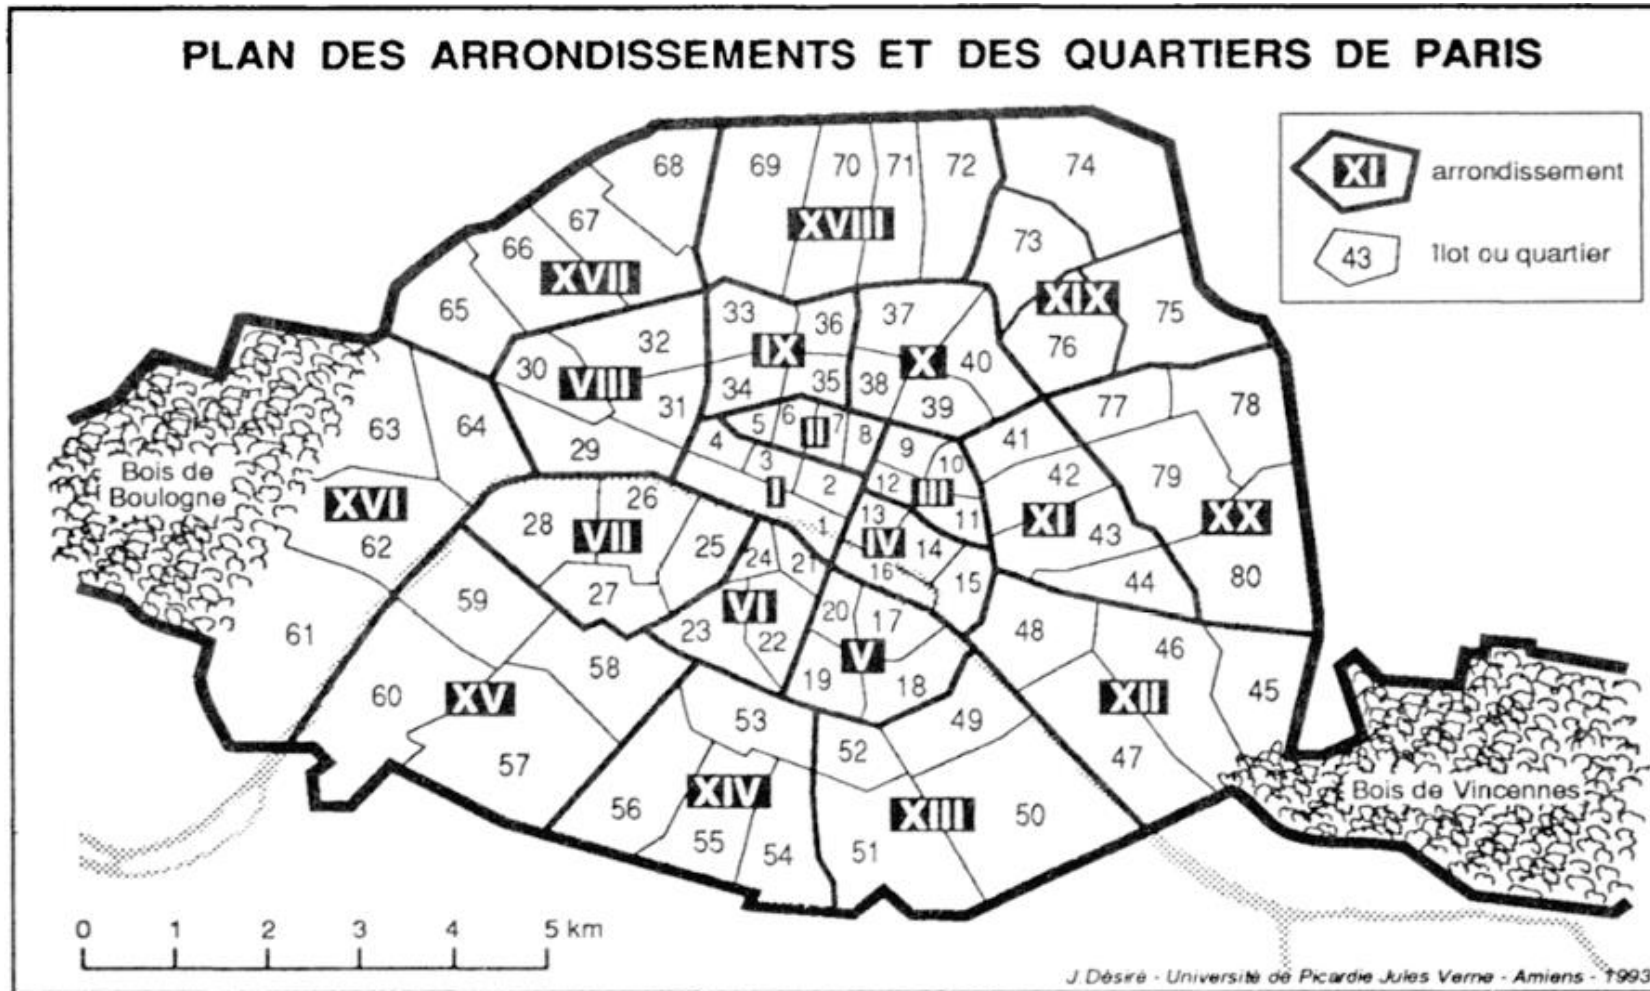 PLAN DES ARRONDISSEMENTS ET DES QUARTIERS DE PARIS
XI arrondissement
43 îlot ou quartier
68 69 70 71 72 74
67 XVIII 73
66 XVII XIX
65 33 36 37 75
32 IX X 40 76
30 VIII 34 35 38
31 39 77 78
63 64 29 4 5 6 II 7 8 9 10 41
Bois de
Boulogne
3 2 12 III 42 79
XVI I 13 11 XI XX
28 VII 26 25 1 IV 14 43
62 24 21 16 15 44 80
59 27 VI 20 17
61 23 22 V 48 46
58 19 18 XII 45
60 XV 53 49
57 52 47
56 XIV XIII 50
55 54 51
Bois de Vincennes
0 1 2 3 4 5 km
J. Désiré - Université de Picardie Jules Verne - Amiens - 1993